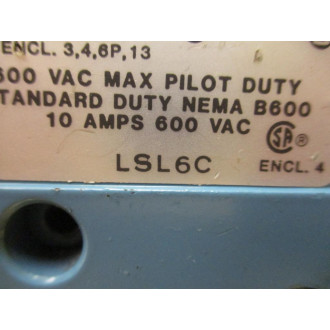 ENCL. 3,4,6P,13
600 VAC MAX PILOT DUTY
STANDARD DUTY NEMA B600
10 AMPS 600 VAC
SA
LSL6C
ENCL. 4